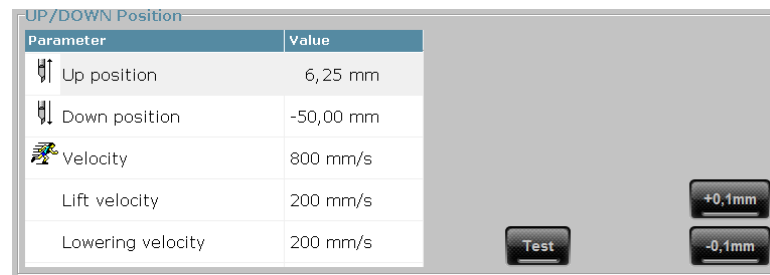 UP/DOWN Position
Parameter Value
Up position 6,25 mm
Down position -50,00 mm
Velocity 800 mm/s
Lift velocity 200 mm/s
+0,1mm
Lowering velocity 200 mm/s
Test
-0,1mm